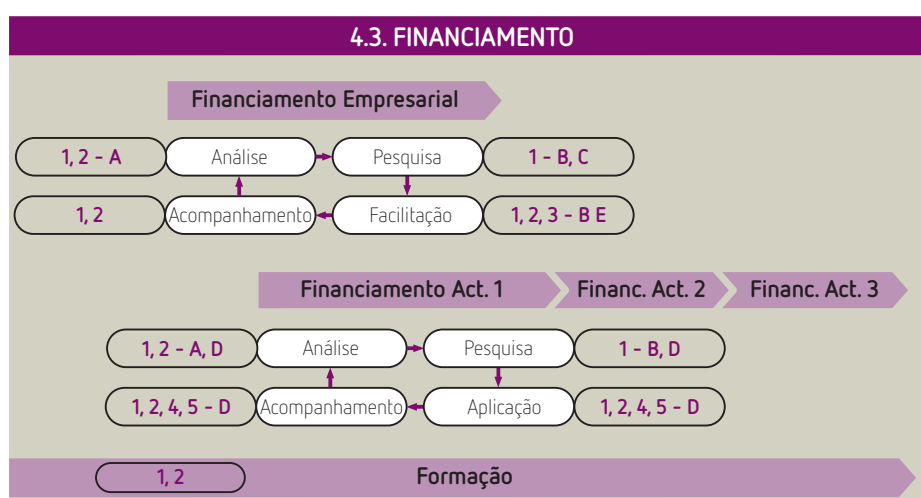 4.3. FINANCIAMENTO
Financiamento Empresarial
1, 2 - A Análise Pesquisa 1 - B, C
1, 2 Acompanhamento Facilitação 1, 2, 3 - B E
Financiamento Act. 1 Financ. Act. 2 Financ. Act. 3
1, 2 - A, D Análise Pesquisa 1 - B, D
1, 2, 4, 5 - D Acompanhamento Aplicação 1, 2, 4, 5 - D
1, 2 Formação